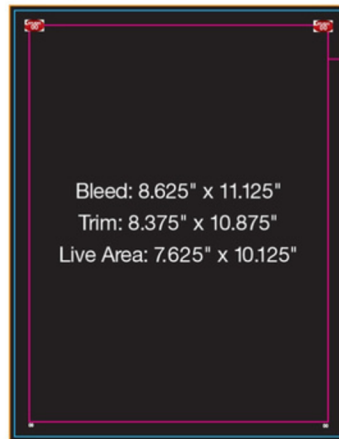 Bleed: 8.625" x 11.125"
Trim: 8.375" x 10.875"
Live Area: 7.625" x 10.125"